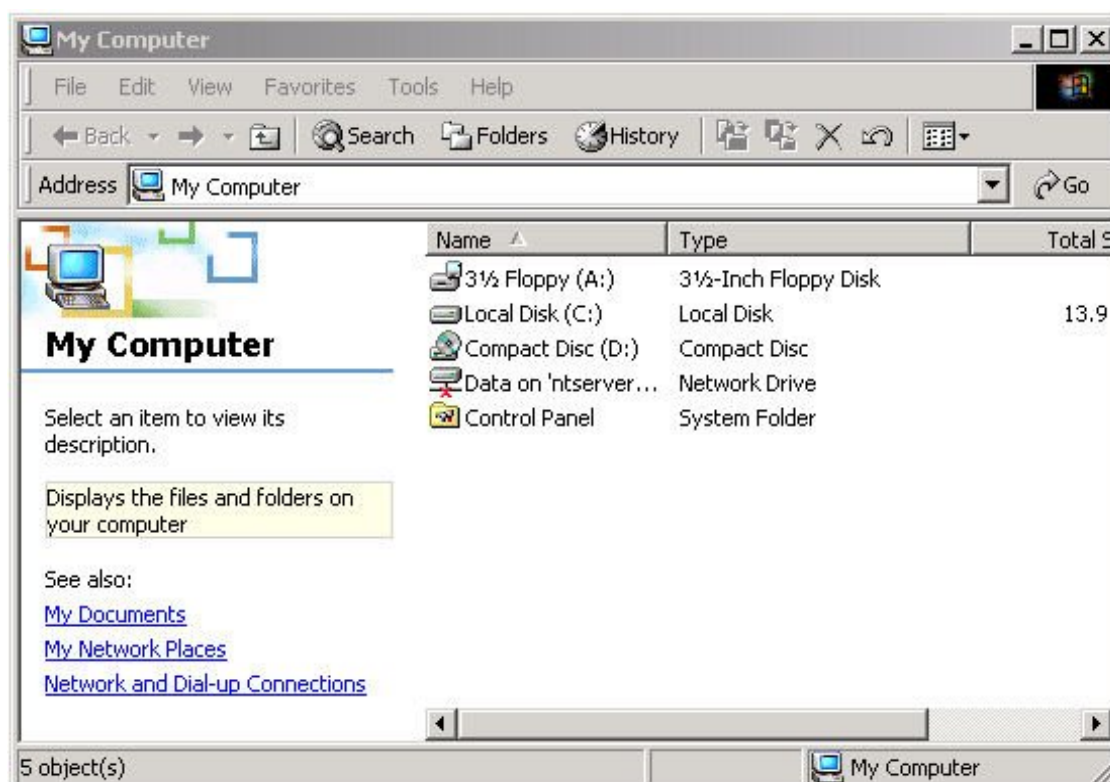 My Computer
File Edit View Favorites Tools Help
Back Search Folders History
Address My Computer Go
Name Type Total S
3½ Floppy (A:) 3½-Inch Floppy Disk
Local Disk (C:) Local Disk 13.9
Compact Disc (D:) Compact Disc
Data on 'ntserver... Network Drive
Control Panel System Folder
My Computer
Select an item to view its
description.
Displays the files and folders on
your computer
See also:
My Documents
My Network Places
Network and Dial-up Connections
5 object(s) My Computer